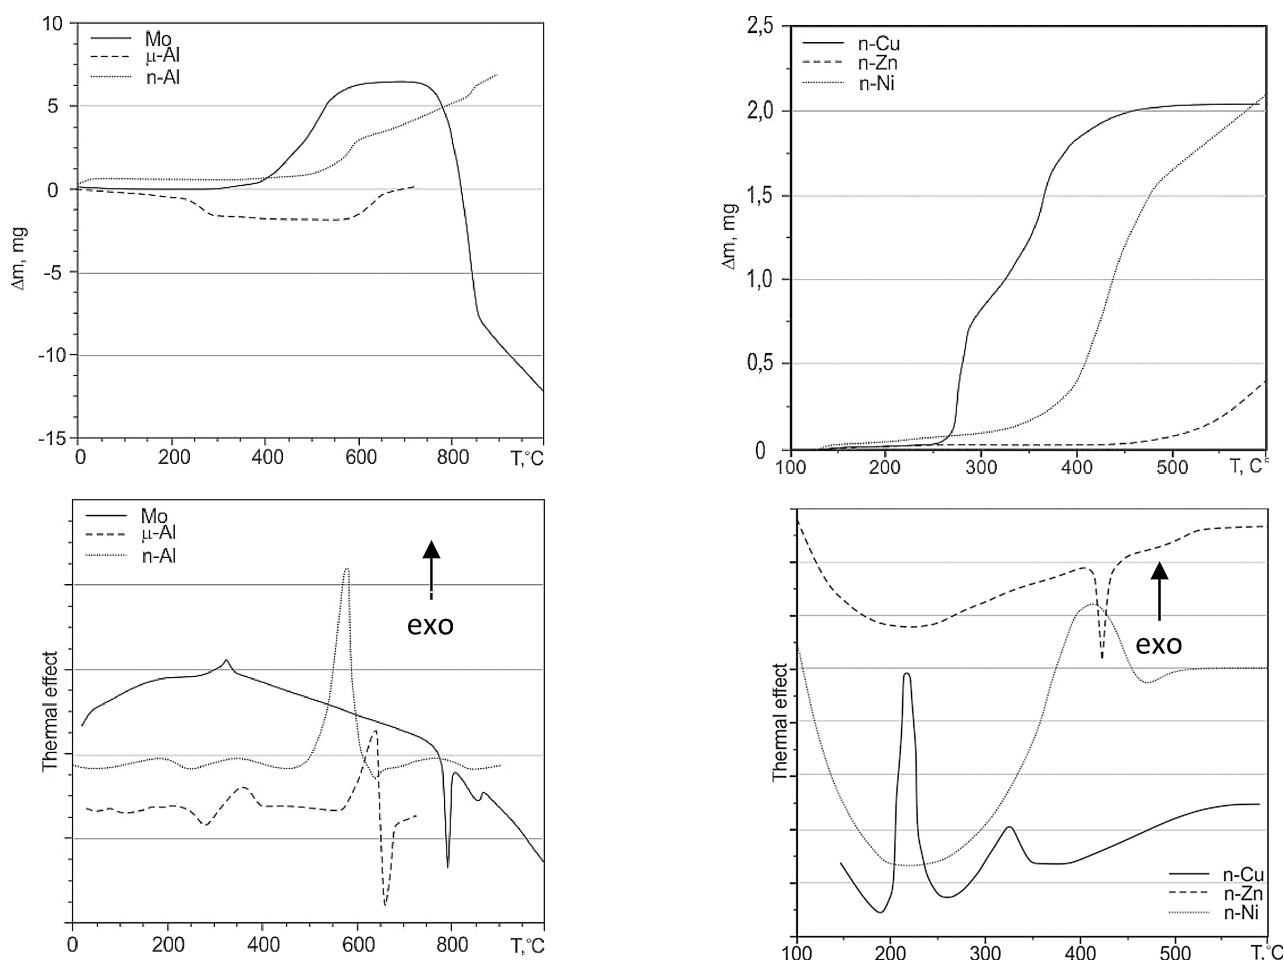 10
5
0
-5
-10
-15
Δm, mg
Mo
μ-Al
n-Al
0
200
400
600
800
T,°C
2,5
2,0
1,5
1,0
0,5
0
Δm, mg
n-Cu
n-Zn
n-Ni
100
200
300
400
500
T, C°
Thermal effect
Mo
μ-Al
n-Al
exo
0
200
400
600
800
T,°C
Thermal effect
exo
n-Cu
n-Zn
n-Ni
100
200
300
400
500
T,°C